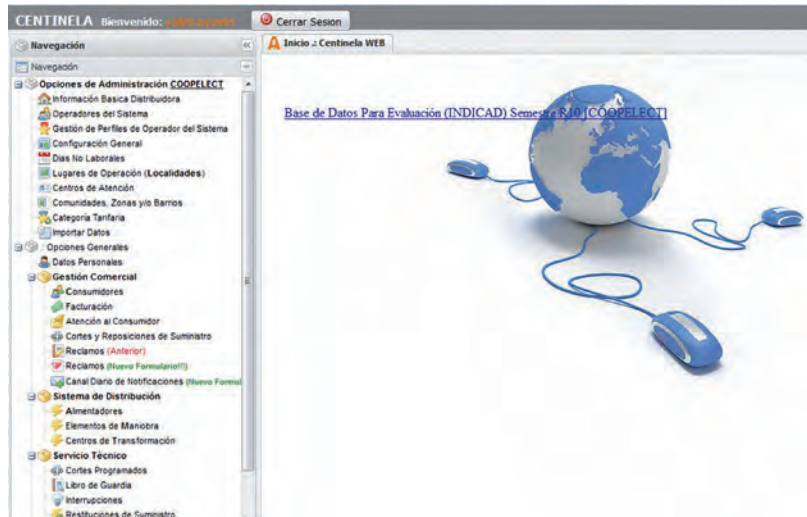 CENTINELA Bienvenido:
Cerrar Sesion
Navegación
Inicio .: Centinela WEB
Navegación
Opciones de Administración COOPELECT
Información Basica Distribuidora
Operadores del Sistema
Gestión de Perfiles de Operador del Sistema
Configuración General
Dias No Laborales
Lugares de Operación (Localidades)
Centros de Atención
Comunidades, Zonas y/o Barrios
Categoría Tarifaria
Importar Datos
Opciones Generales
Datos Personales
Gestión Comercial
Consumidores
Facturación
Atención al Consumidor
Cortes y Reposiciones de Suministro
Reclamos (Anterior)
Reclamos (Nuevo Formulario!!!)
Canal Diario de Notificaciones (Nuevo Formul
Sistema de Distribución
Alimentadores
Elementos de Maniobra
Centros de Transformación
Servicio Técnico
Cortes Programados
Libro de Guardia
Interrupciones
Restituciones de Suministro
Base de Datos Para Evaluación (INDICAD) Semestre R10 [COOPELECT]